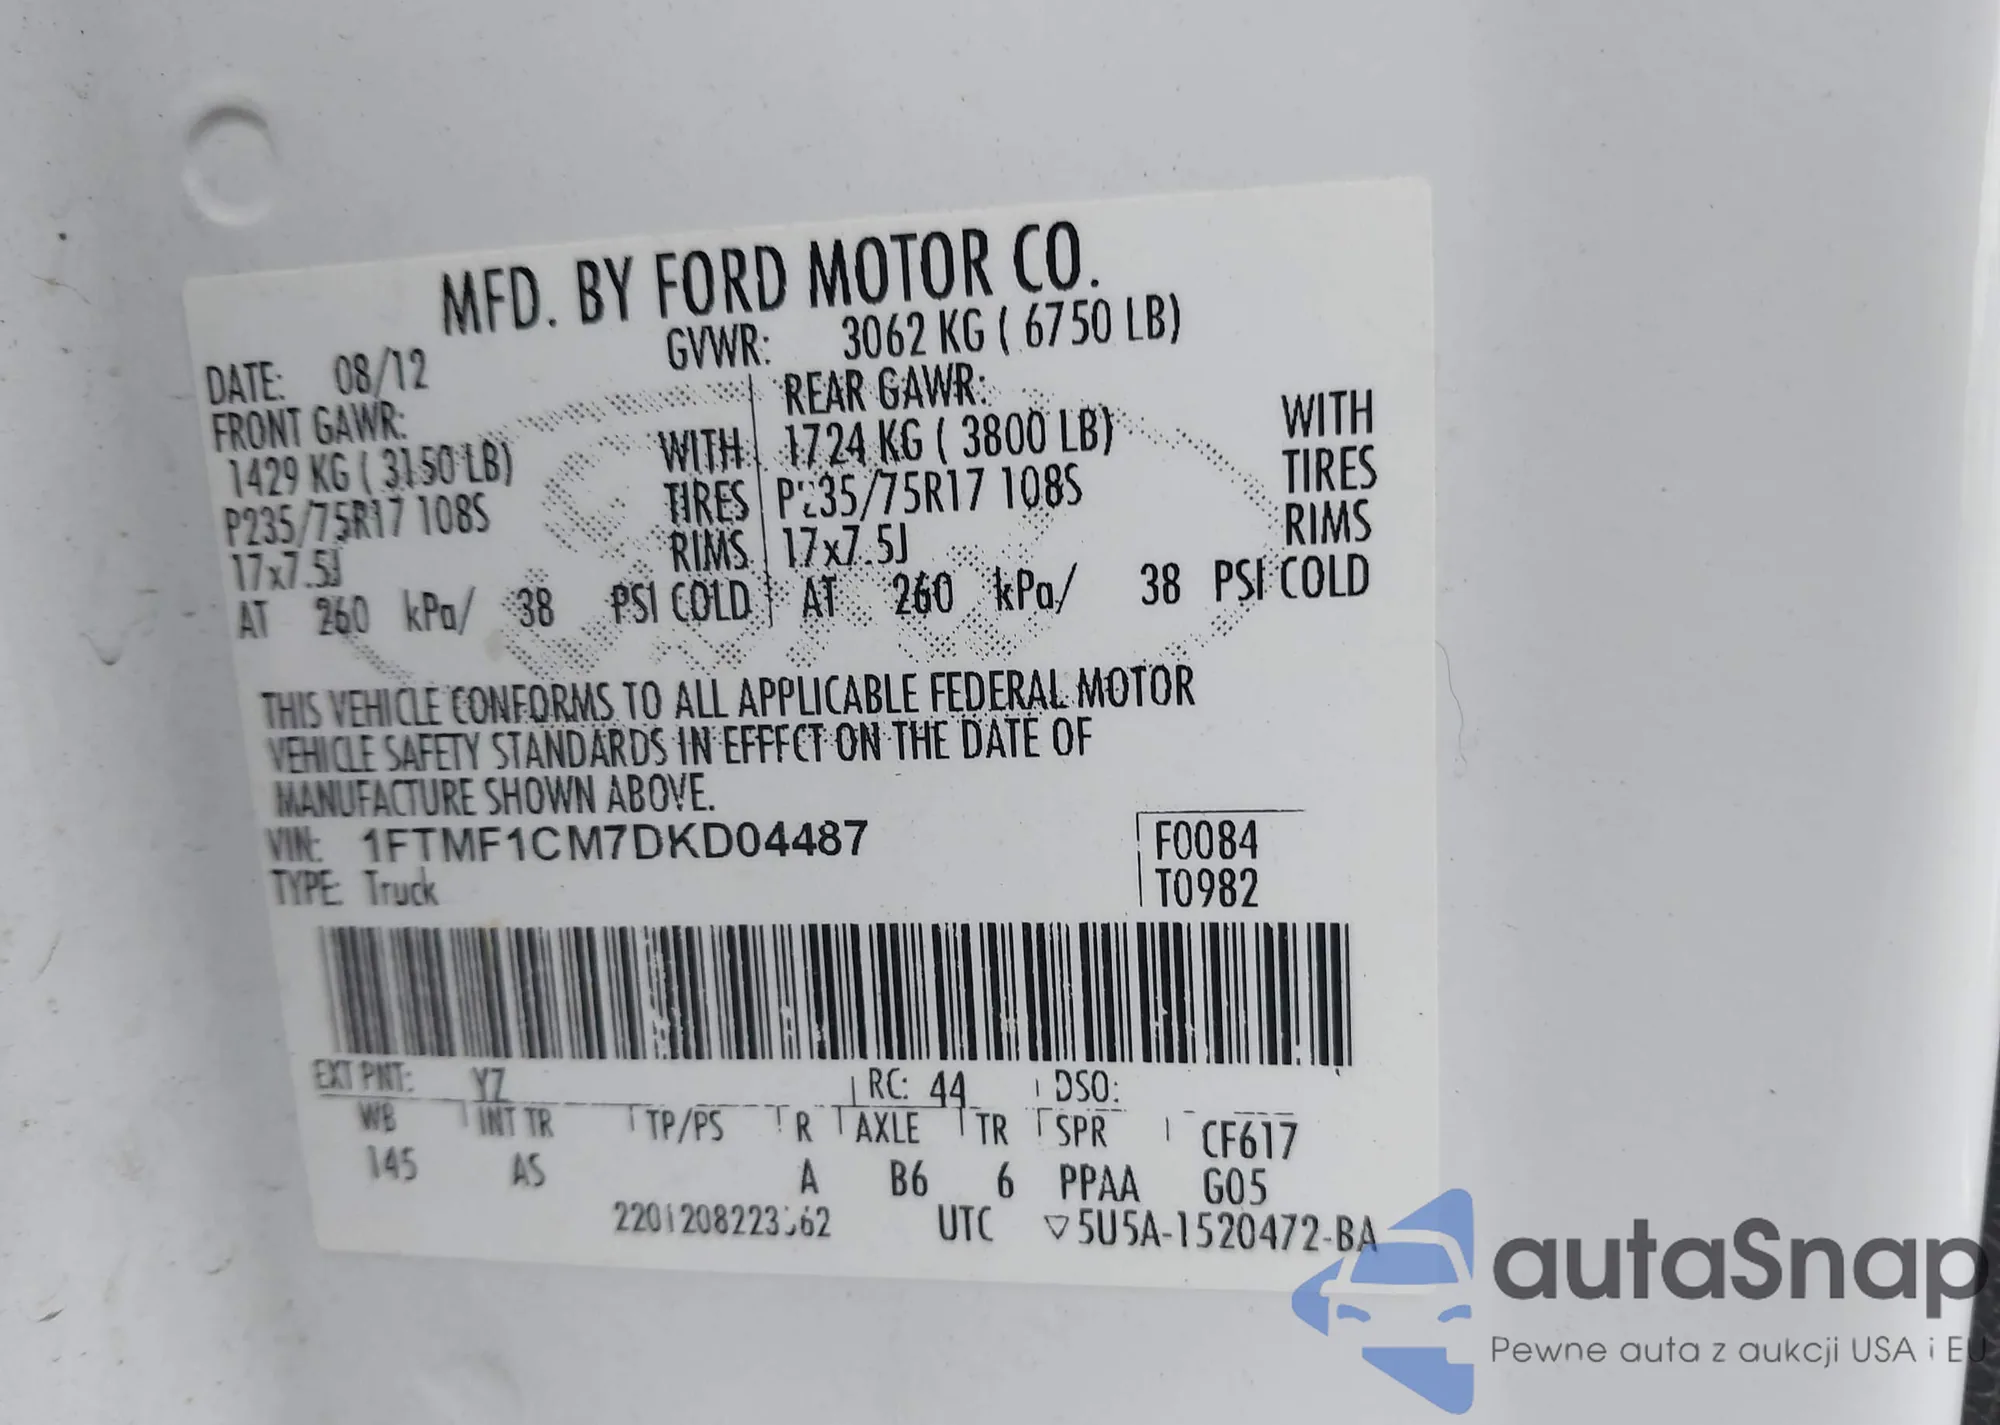 MFD. BY FORD MOTOR CO.
DATE: 08/12 GVWR: 3062 KG ( 6750 LB)
FRONT GAWR: REAR GAWR:
1429 KG ( 3150 LB) WITH 1724 KG ( 3800 LB) WITH
P235/75R17 108S TIRES P235/75R17 108S TIRES
17x7.5J RIMS 17x7.5J RIMS
AT 260 kPa/ 38 PSI COLD AT 260 kPa/ 38 PSI COLD
THIS VEHICLE CONFORMS TO ALL APPLICABLE FEDERAL MOTOR
VEHICLE SAFETY STANDARDS IN EFFECT ON THE DATE OF
MANUFACTURE SHOWN ABOVE.
VIN: 1FTMF1CM7DKD04487 F0084
TYPE: Truck T0982
EXT PNT: YZ RC: 44 DSO:
WB INT TR TP/PS R AXLE TR SPR CF617
145 AS A B6 6 PPAA G05
UTC ▽5U5A-1520472-BA
autaSnap
Pewne auta z aukcji USA i EU